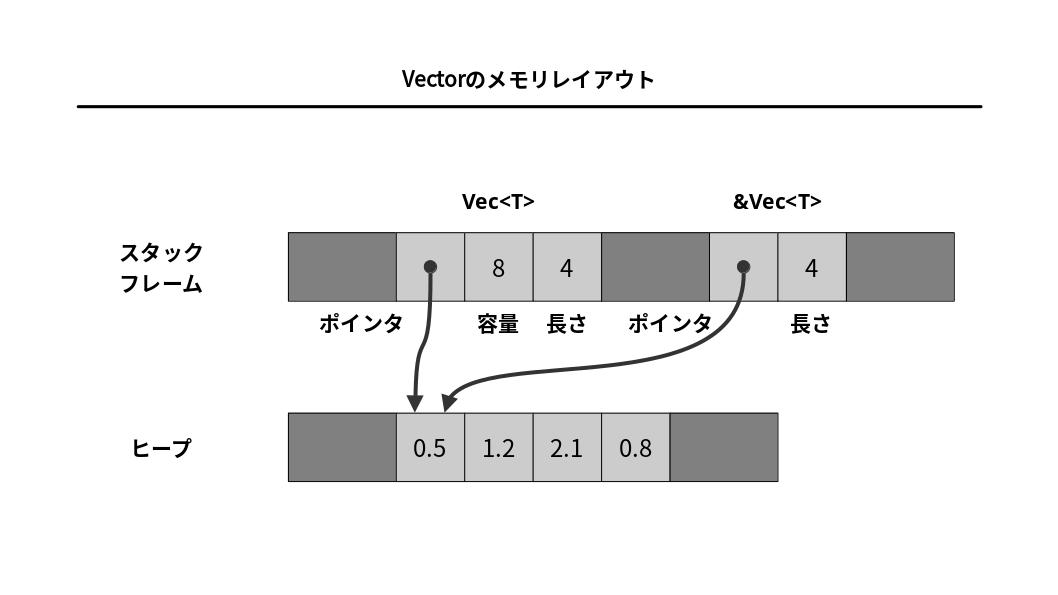 Vectorのメモリレイアウト
Vec<T>
&Vec<T>
スタック
フレーム
8
4
4
ポインタ
容量
長さ
ポインタ
長さ
ヒープ
0.5
1.2
2.1
0.8